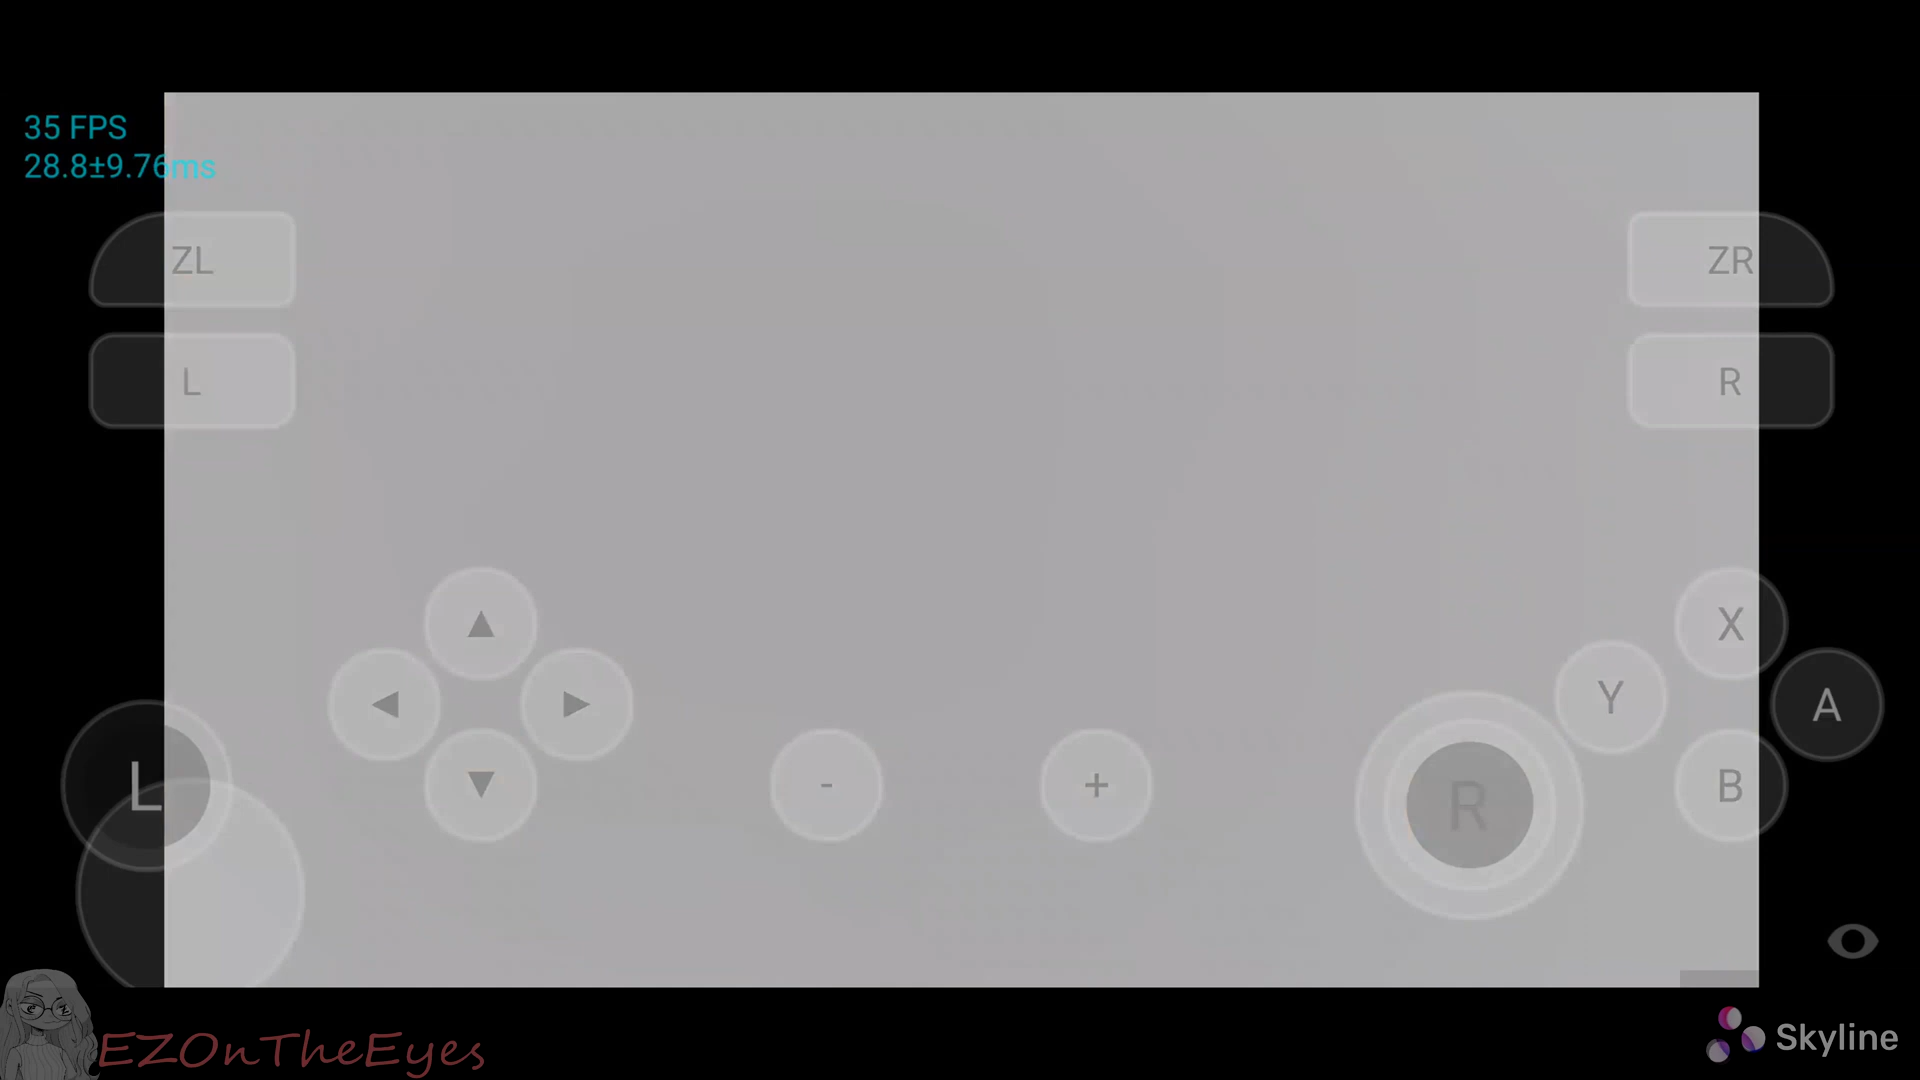 35 FPS
28.8±9.76ms
ZL
ZR
L
R
X
Y
A
L
-
+
R
B
EZOnTheEyes
Skyline